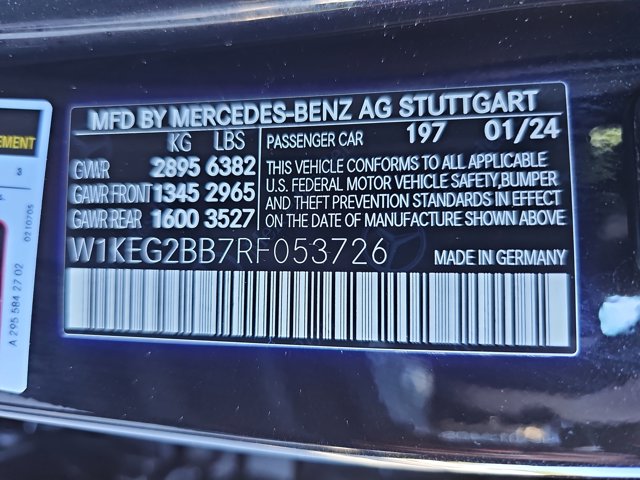 MFD BY MERCEDES-BENZ AG STUTTGART
KG LBS
PASSENGER CAR 197 01/24
GVWR 2895 6382
GAWR FRONT 1345 2965
GAWR REAR 1600 3527
THIS VEHICLE CONFORMS TO ALL APPLICABLE
U.S. FEDERAL MOTOR VEHICLE SAFETY,BUMPER
AND THEFT PREVENTION STANDARDS IN EFFECT
ON THE DATE OF MANUFACTURE SHOWN ABOVE
W1KEG2BB7RF053726
MADE IN GERMANY
A 295 584 27 02